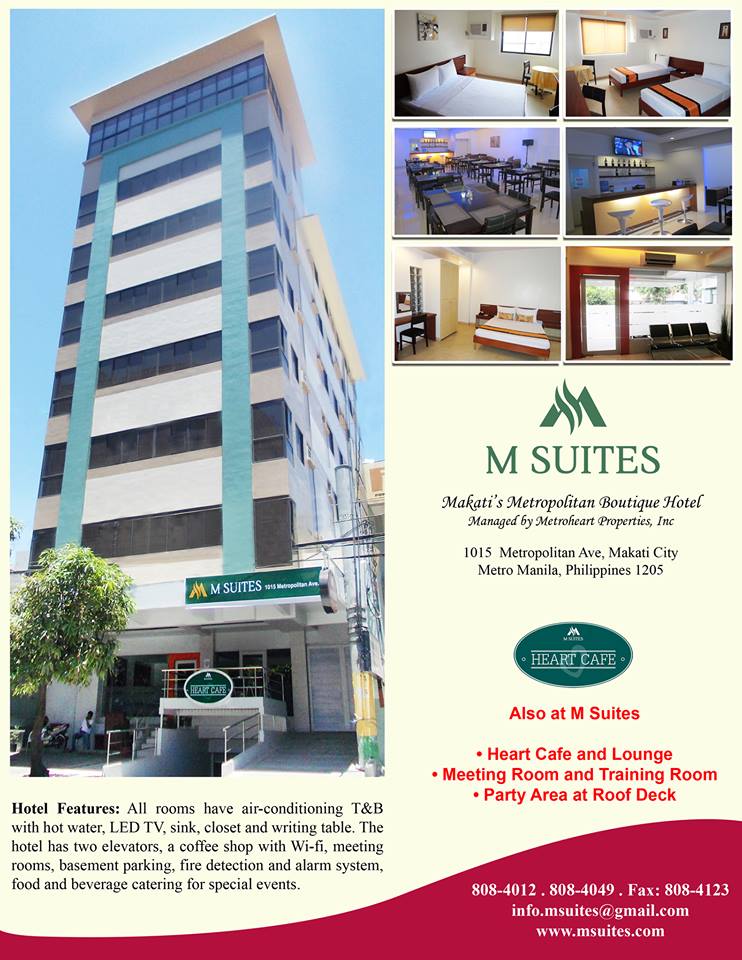 M SUITES 1015 Metropolitan Ave.
HEART CAFE
M SUITES
Makati's Metropolitan Boutique Hotel
Managed by Metroheart Properties, Inc
1015 Metropolitan Ave, Makati City
Metro Manila, Philippines 1205
M SUITES
HEART CAFE
Also at M Suites
• Heart Cafe and Lounge
• Meeting Room and Training Room
• Party Area at Roof Deck
Hotel Features: All rooms have air-conditioning T&B
with hot water, LED TV, sink, closet and writing table. The
hotel has two elevators, a coffee shop with Wi-fi, meeting
rooms, basement parking, fire detection and alarm system,
food and beverage catering for special events.
808-4012 . 808-4049 . Fax: 808-4123
info.msuites@gmail.com
www.msuites.com